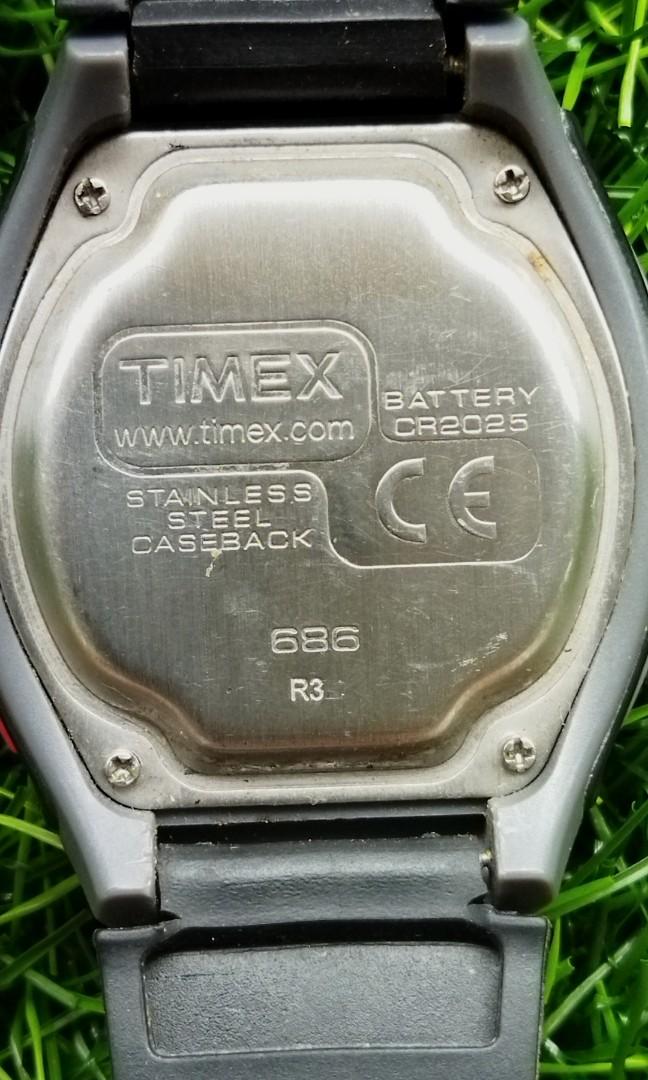 TIMEX
www.timex.com
BATTERY
CR2025
CE
STAINLESS
STEEL
CASEBACK
686
R3